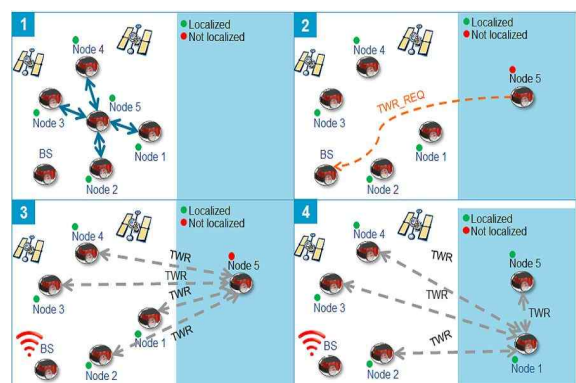 1
Localized
Not localized
Node 4
Node 5
Node 3
Node 1
BS
Node 2
2
Localized
Not localized
Node 4
Node 5
TWR_REQ
Node 3
Node 1
BS
Node 2
3
Localized
Not localized
Node 4
TWR
Node 5
TWR
TWR
Node 3
TWR
Node 1
BS
Node 2
4
Localized
Not localized
Node 4
TWR
Node 5
TWR
Node 3
TWR
TWR
BS
Node 2
Node 1